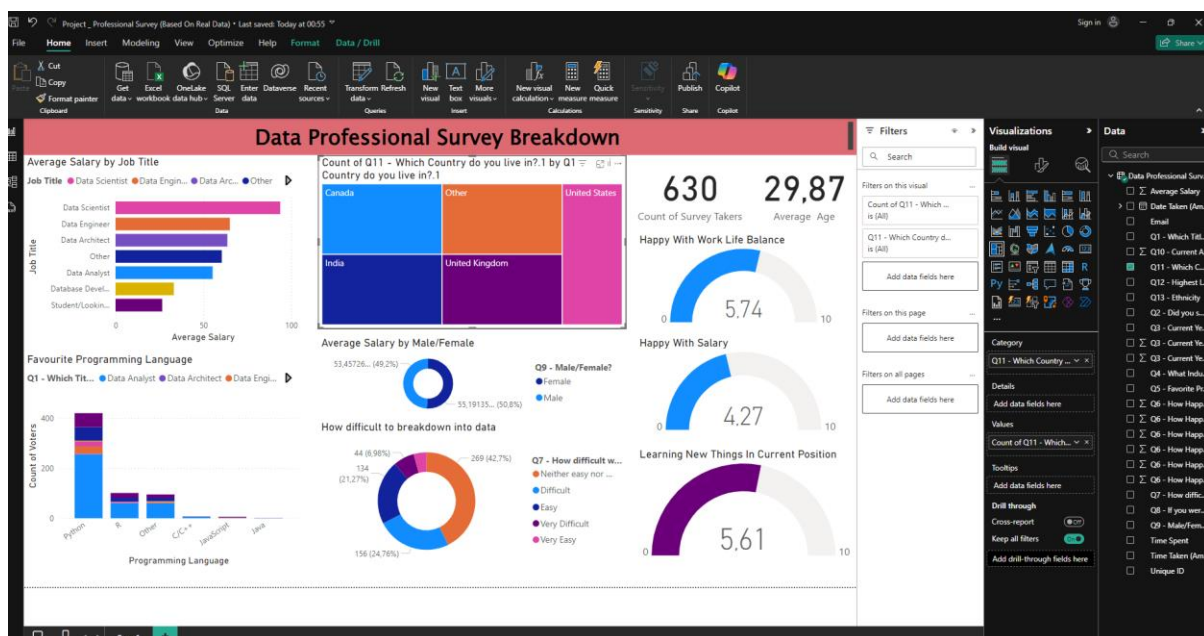 Project _ Professional Survey (Based On Real Data) • Last saved: Today at 00:55
Sign in
File Home Insert Modeling View Optimize Help Format Data / Drill
Share
Paste
Cut
Copy
Format painter
Clipboard
Get data
Excel workbook
OneLake data hub
SQL Server
Enter data
Dataverse
Recent sources
Data
Transform data
Refresh
Queries
New visual
Text box
More visuals
Insert
New visual calculation
New measure
Quick measure
Calculations
Sensitivity
Sensitivity
Publish
Share
Copilot
Copilot
Data Professional Survey Breakdown
Average Salary by Job Title
Job Title Data Scientist Data Engin... Data Arc... Other
Job Title
Data Scientist
Data Engineer
Data Architect
Other
Data Analyst
Database Devel...
Student/Lookin...
0 50 100
Average Salary
Count of Q11 - Which Country do you live in?.1 by Q1
Country do you live in?.1
Canada
Other
United States
India
United Kingdom
630
Count of Survey Takers
29,87
Average Age
Happy With Work Life Balance
5.74
0 10
Happy With Salary
4.27
0 10
Learning New Things In Current Position
5.61
0 10
Favourite Programming Language
Q1 - Which Tit... Data Analyst Data Architect Data Engi...
Count of Voters
400
200
0
Python R Other C/C++ JavaScript Java
Programming Language
Average Salary by Male/Female
53,45726... (49,2%)
55,19135... (50,8%)
Q9 - Male/Female?
Female
Male
How difficult to breakdown into data
44 (6,98%)
134
(21,27%)
269 (42,7%)
156 (24,76%)
Q7 - How difficult w...
Neither easy nor ...
Difficult
Easy
Very Difficult
Very Easy
Filters
Search
Filters on this visual ...
Count of Q11 - Which ...
is (All)
Q11 - Which Country d...
is (All)
Add data fields here
Filters on this page ...
Add data fields here
Filters on all pages ...
Add data fields here
Visualizations
Build visual
R
Py
...
Category
Q11 - Which Country ...
Details
Add data fields here
Values
Count of Q11 - Which...
Tooltips
Add data fields here
Drill through
Cross-report Off
Keep all filters On
Add drill-through fields here
Data
Search
Data Professional Surv...
Average Salary
Date Taken (Am...
Email
Q1 - Which Titl...
Q10 - Current A...
Q11 - Which C...
Q12 - Highest L...
Q13 - Ethnicity
Q2 - Did you s...
Q3 - Current Ye...
Q3 - Current Ye...
Q3 - Current Ye...
Q4 - What Indu...
Q5 - Favorite Pr...
Q6 - How Happ...
Q6 - How Happ...
Q6 - How Happ...
Q6 - How Happ...
Q6 - How Happ...
Q6 - How Happ...
Q7 - How diffic...
Q8 - If you wer...
Q9 - Male/Fem...
Time Spent
Time Taken (Am...
Unique ID